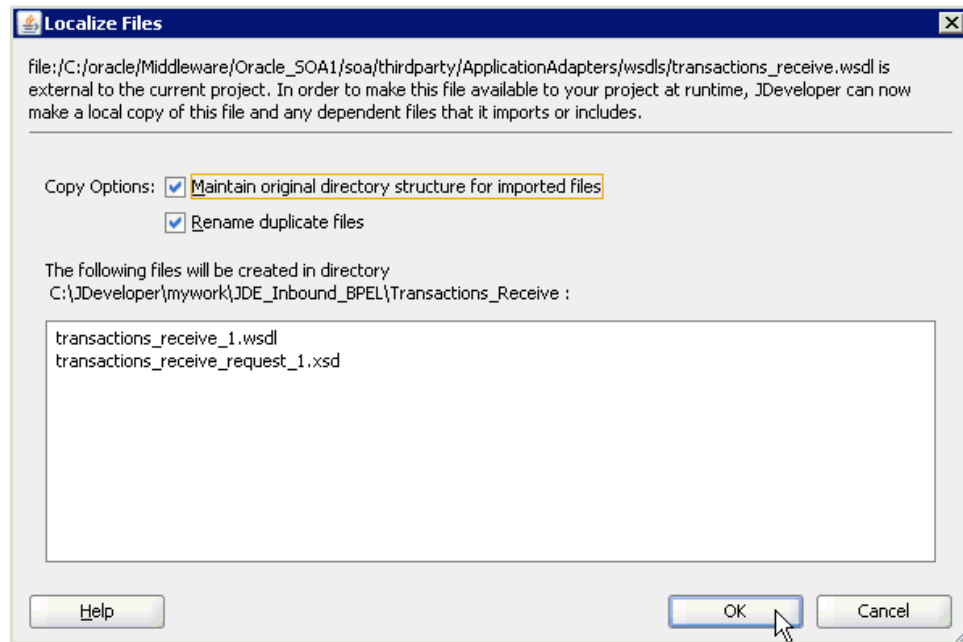 Localize Files
file:/C:/oracle/Middleware/Oracle_SOA1/soa/thirdparty/ApplicationAdapters/wsdls/transactions_receive.wsdl is
external to the current project. In order to make this file available to your project at runtime, JDeveloper can now
make a local copy of this file and any dependent files that it imports or includes.
Copy Options: Maintain original directory structure for imported files
Rename duplicate files
The following files will be created in directory
C:\JDeveloper\mywork\JDE_Inbound_BPEL\Transactions_Receive :
transactions_receive_1.wsdl
transactions_receive_request_1.xsd
Help OK Cancel